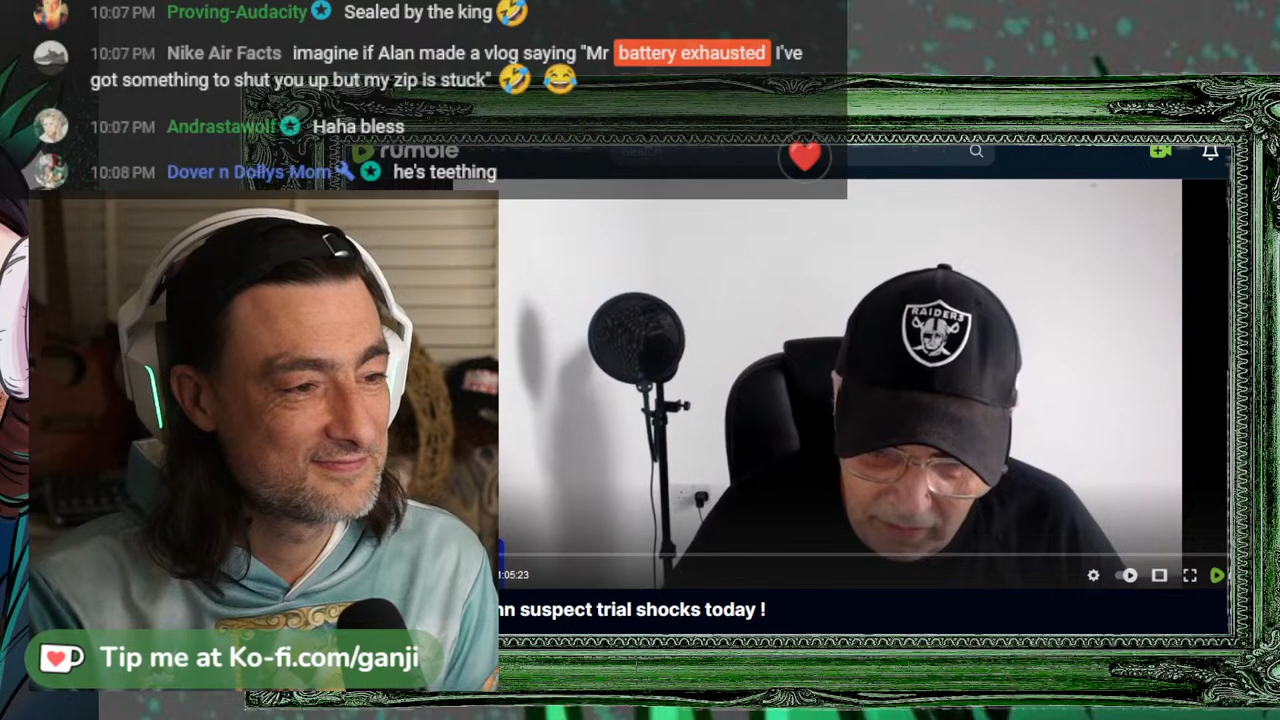 10:07 PM Proving-Audacity Sealed by the king 🤣
10:07 PM Nike Air Facts imagine if Alan made a vlog saying "Mr battery exhausted I've
got something to shut you up but my zip is stuck" 🤣 😂
10:07 PM Andrastawolf Haha bless
rumble
Search
10:08 PM Dover n Dollys Mom he's teething
RAIDERS
1:05:23
nn suspect trial shocks today !
Tip me at Ko-fi.com/ganji